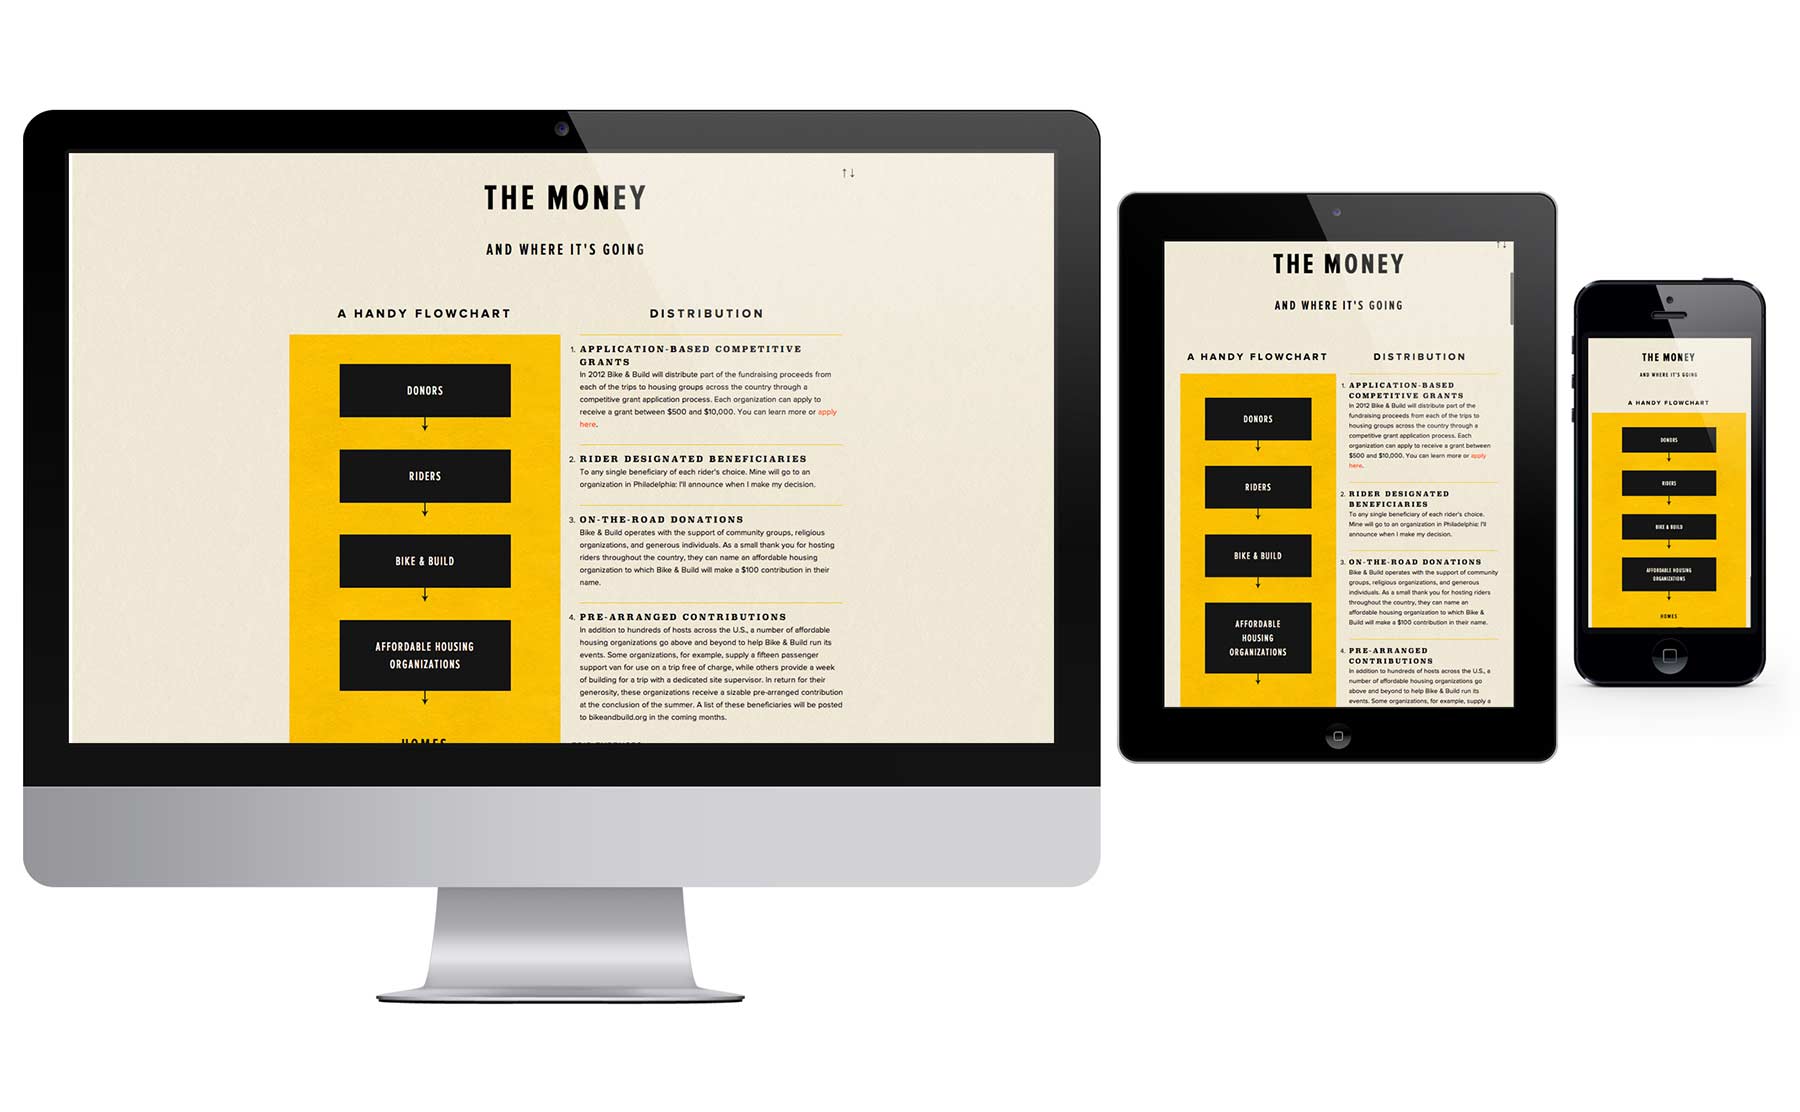 ↑↓
THE MONEY
AND WHERE IT'S GOING
A HANDY FLOWCHART
DONORS
↓
RIDERS
↓
BIKE & BUILD
↓
AFFORDABLE HOUSING
ORGANIZATIONS
↓
HOMES
DISTRIBUTION
1. APPLICATION-BASED COMPETITIVE
GRANTS
In 2012 Bike & Build will distribute part of the fundraising proceeds from
each of the trips to housing groups across the country through a
competitive grant application process. Each organization can apply to
receive a grant between $500 and $10,000. You can learn more or apply
here.
2. RIDER DESIGNATED BENEFICIARIES
To any single beneficiary of each rider's choice. Mine will go to an
organization in Philadelphia: I'll announce when I make my decision.
3. ON-THE-ROAD DONATIONS
Bike & Build operates with the support of community groups, religious
organizations, and generous individuals. As a small thank you for hosting
riders throughout the country, they can name an affordable housing
organization to which Bike & Build will make a $100 contribution in their
name.
4. PRE-ARRANGED CONTRIBUTIONS
In addition to hundreds of hosts across the U.S., a number of affordable
housing organizations go above and beyond to help Bike & Build run its
events. Some organizations, for example, supply a fifteen passenger
support van for use on a trip free of charge, while others provide a week
of building for a trip with a dedicated site supervisor. In return for their
generosity, these organizations receive a sizable pre-arranged contribution
at the conclusion of the summer. A list of these beneficiaries will be posted
to bikeandbuild.org in the coming months.
↑↓
THE MONEY
AND WHERE IT'S GOING
A HANDY FLOWCHART
DONORS
↓
RIDERS
↓
BIKE & BUILD
↓
AFFORDABLE
HOUSING
ORGANIZATIONS
↓
DISTRIBUTION
1. APPLICATION-BASED
COMPETITIVE GRANTS
In 2012 Bike & Build will distribute part of the
fundraising proceeds from each of the trips to
housing groups across the country through a
competitive grant application process. Each
organization can apply to receive a grant between
$500 and $10,000. You can learn more or apply
here.
2. RIDER DESIGNATED
BENEFICIARIES
To any single beneficiary of each rider's choice.
Mine will go to an organization in Philadelphia: I'll
announce when I make my decision.
3. ON-THE-ROAD DONATIONS
Bike & Build operates with the support of community
groups, religious organizations, and generous
individuals. As a small thank you for hosting riders
throughout the country, they can name an
affordable housing organization to which Bike &
Build will make a $100 contribution in their name.
4. PRE-ARRANGED
CONTRIBUTIONS
In addition to hundreds of hosts across the U.S., a
number of affordable housing organizations go
above and beyond to help Bike & Build run its
events. Some organizations, for example, supply a
THE MONEY
AND WHERE IT'S GOING
A HANDY FLOWCHART
DONORS
↓
RIDERS
↓
BIKE & BUILD
↓
AFFORDABLE HOUSING
ORGANIZATIONS
↓
HOMES